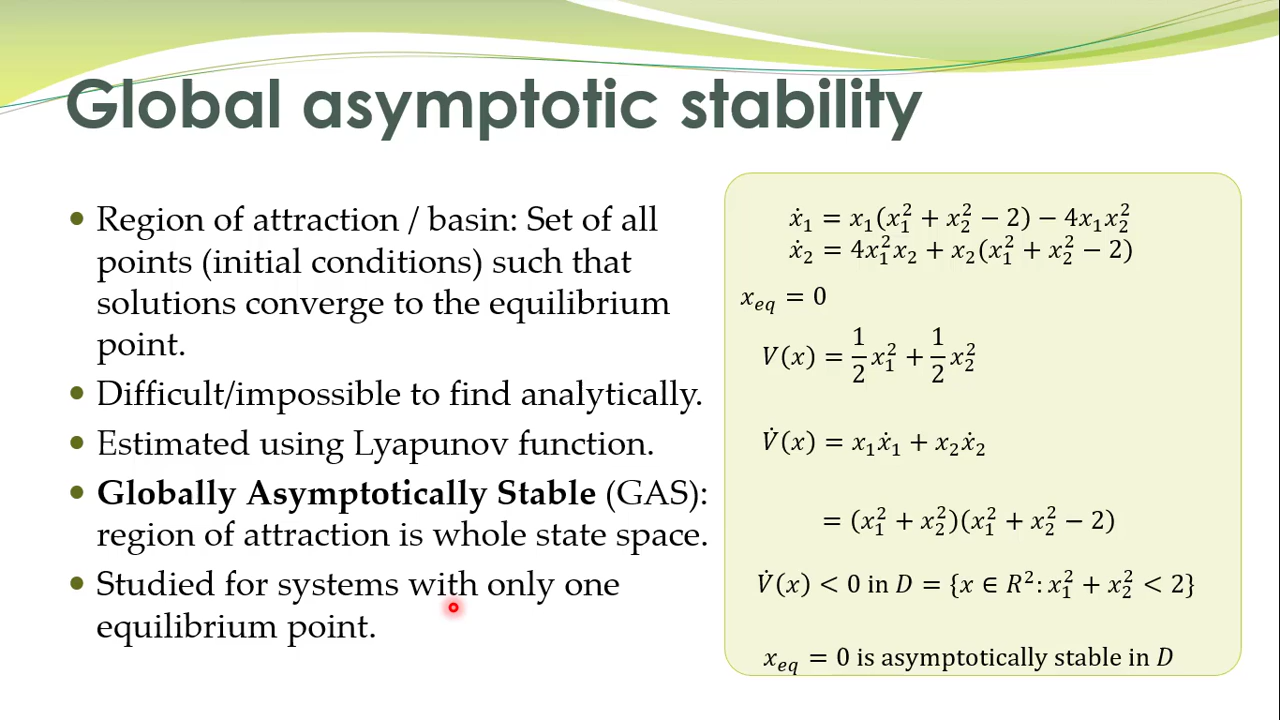 Global asymptotic stability
• Region of attraction / basin: Set of all
points (initial conditions) such that
solutions converge to the equilibrium
point.
• Difficult/impossible to find analytically.
• Estimated using Lyapunov function.
• Globally Asymptotically Stable (GAS):
region of attraction is whole state space.
• Studied for systems with only one
equilibrium point.
ẋ₁ = x₁(x₁² + x₂² − 2) − 4x₁x₂²
ẋ₂ = 4x₁²x₂ + x₂(x₁² + x₂² − 2)
x_eq = 0
V(x) = 1/2 x₁² + 1/2 x₂²
V̇(x) = x₁ẋ₁ + x₂ẋ₂
= (x₁² + x₂²)(x₁² + x₂² − 2)
V̇(x) < 0 in D = {x ∈ R²: x₁² + x₂² < 2}
x_eq = 0 is asymptotically stable in D